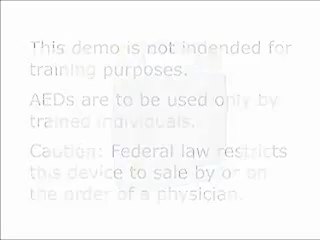 This demo is not indended for
training purposes.
AEDs are to be used only by
trained individuals.
Caution: Federal law restricts
this device to sale by or on
the order of a physician.